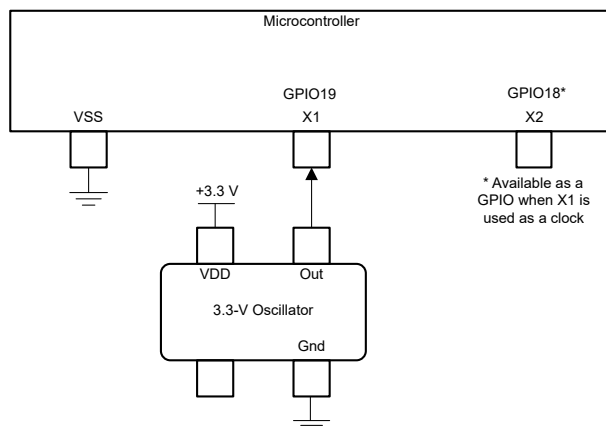 Microcontroller
GPIO19
GPIO18*
VSS
X1
X2
+3.3 V
* Available as a
GPIO when X1 is
used as a clock
VDD
Out
3.3-V Oscillator
Gnd